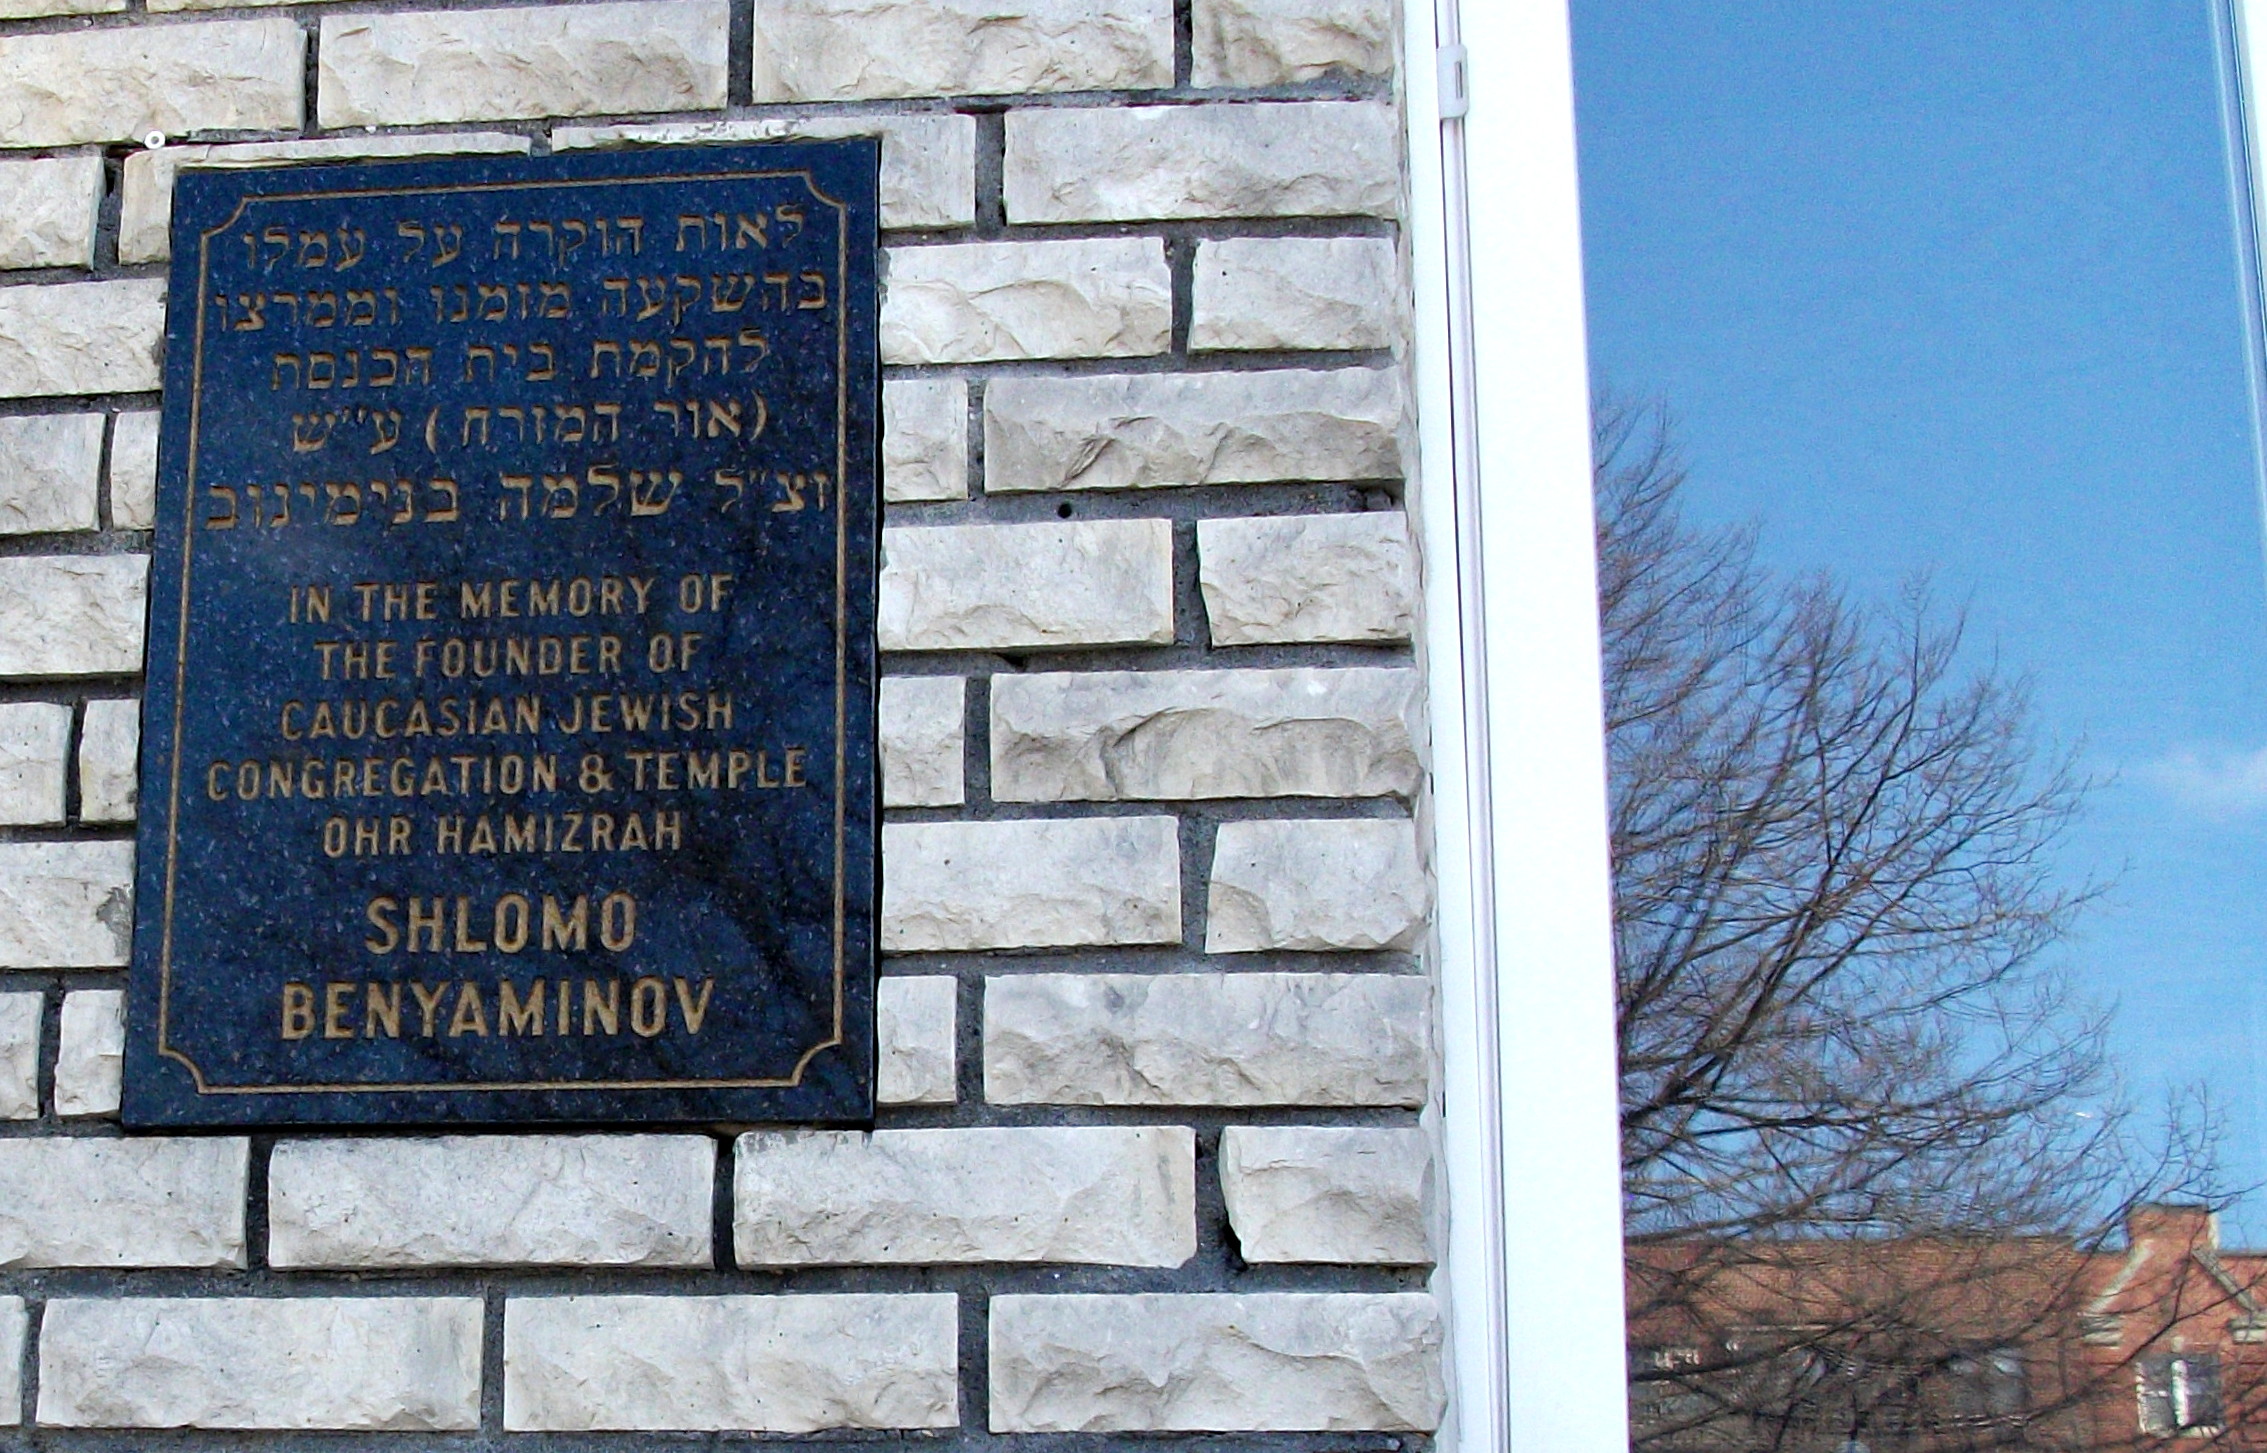 לאות הוקרה על עמלו
בהשקעה מזמנו וממרצו
להקמת בית הכנסת
(אור המזרח) ע״ש
זצ״ל שלמה בנימינוב
IN THE MEMORY OF
THE FOUNDER OF
CAUCASIAN JEWISH
CONGREGATION & TEMPLE
OHR HAMIZRAH
SHLOMO
BENYAMINOV